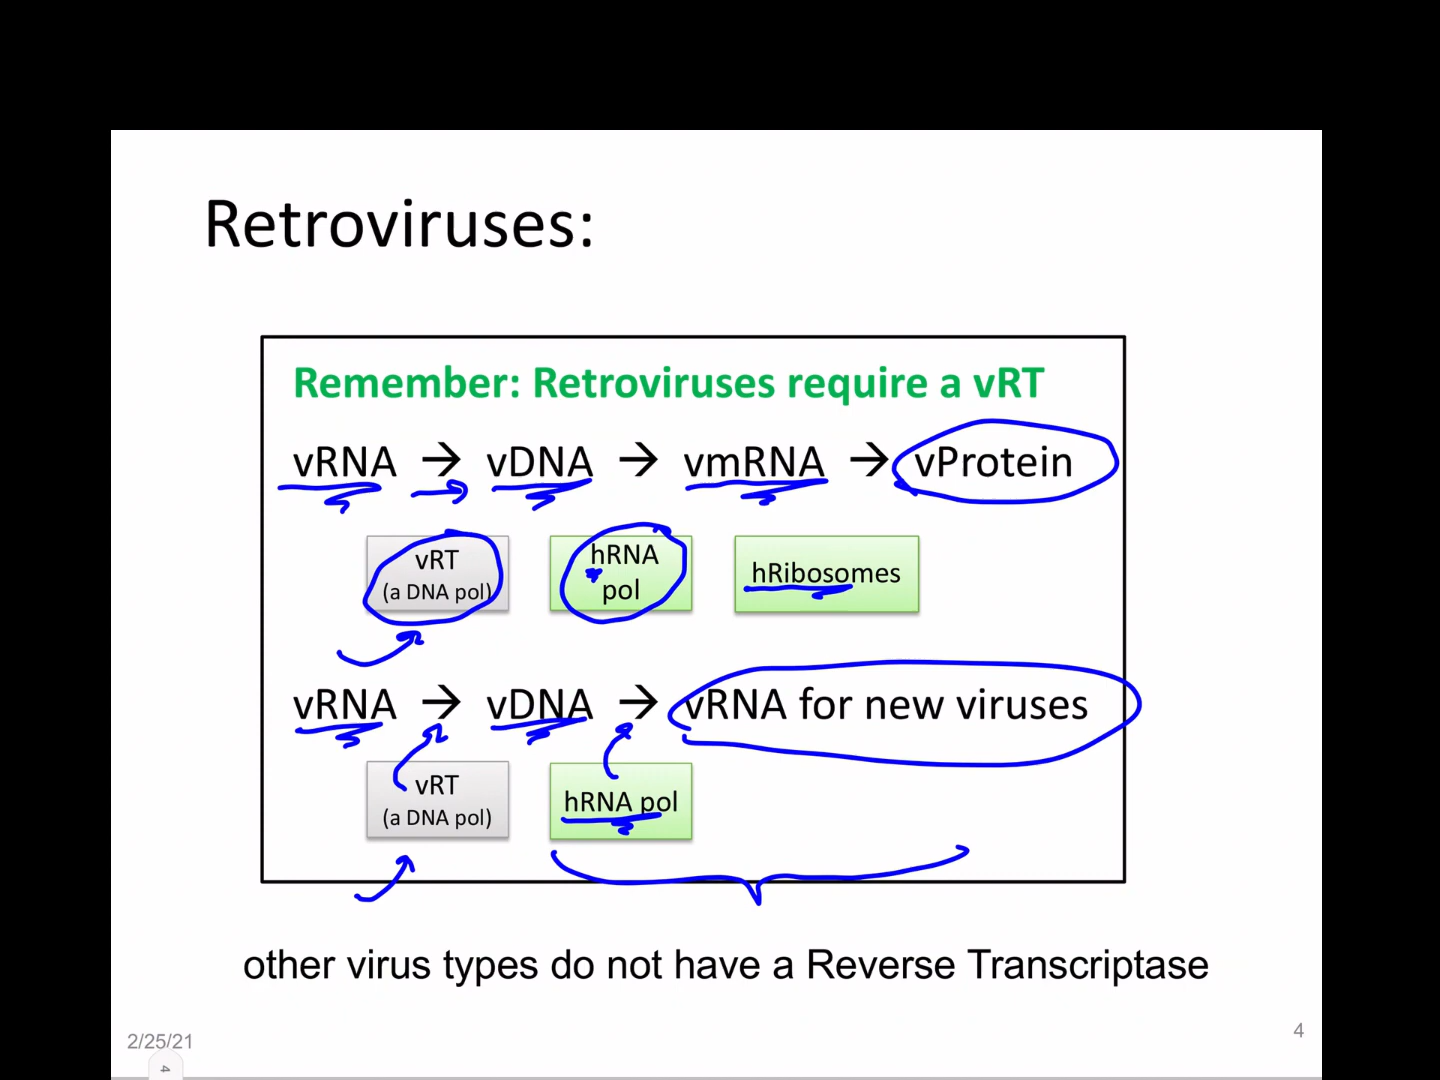 Retroviruses:
Remember: Retroviruses require a vRT
vRNA → vDNA → vmRNA → vProtein
vRT
(a DNA pol)
hRNA
pol
hRibosomes
vRNA → vDNA → vRNA for new viruses
vRT
(a DNA pol)
hRNA pol
other virus types do not have a Reverse Transcriptase
2/25/21
4
4